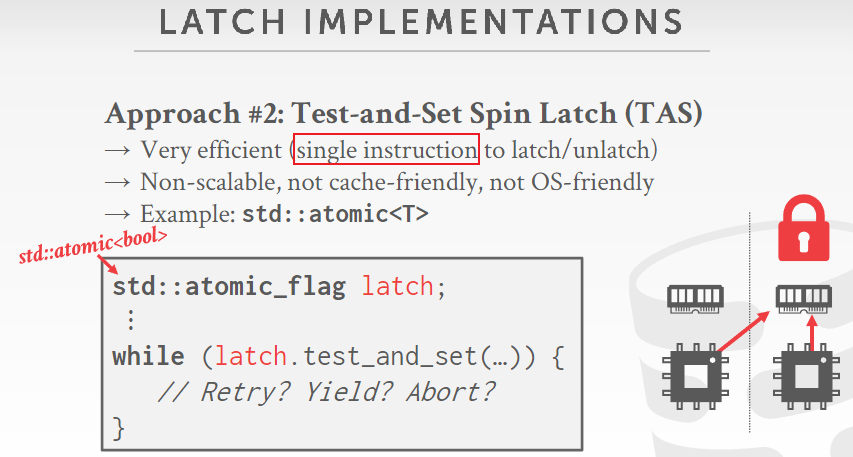 LATCH IMPLEMENTATIONS
Approach #2: Test-and-Set Spin Latch (TAS)
→ Very efficient (single instruction to latch/unlatch)
→ Non-scalable, not cache-friendly, not OS-friendly
→ Example: std::atomic<T>
std::atomic<bool>
std::atomic_flag latch;
⋮
while (latch.test_and_set(…)) {
// Retry? Yield? Abort?
}